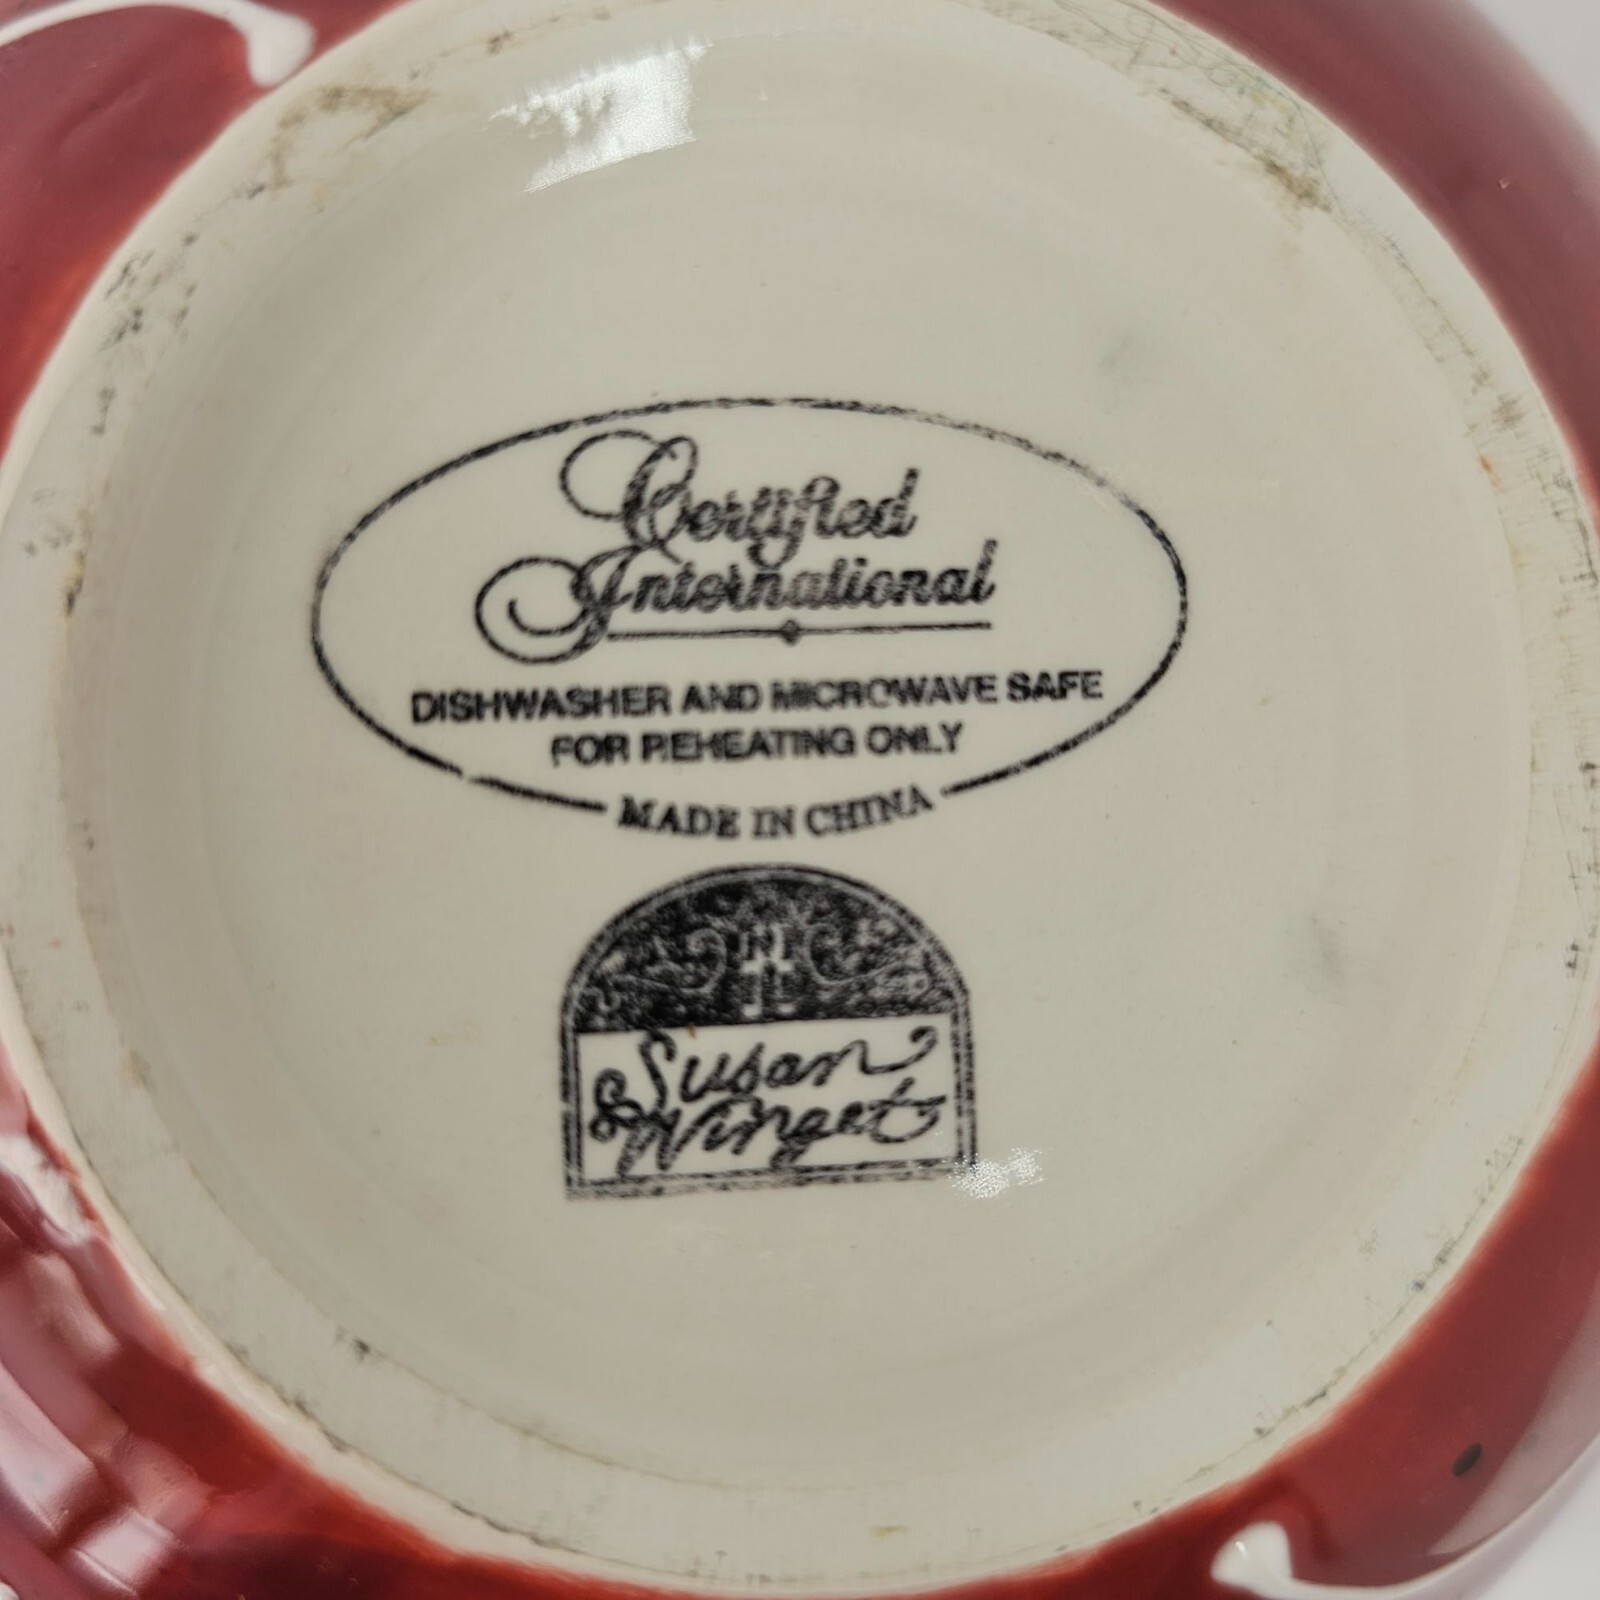 Certified
International
DISHWASHER AND MICROWAVE SAFE
FOR REHEATING ONLY
MADE IN CHINA
Susan
Winget